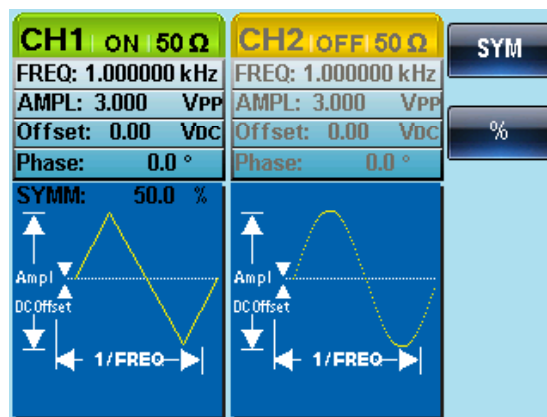 CH1 ON 50 Ω
FREQ: 1.000000 kHz
AMPL: 3.000 VPP
Offset: 0.00 VDC
Phase: 0.0 °
SYMM: 50.0 %
Ampl
DC Offset
1/FREQ
CH2 OFF 50 Ω
FREQ: 1.000000 kHz
AMPL: 3.000 VPP
Offset: 0.00 VDC
Phase: 0.0 °
Ampl
DC Offset
1/FREQ
SYM
%